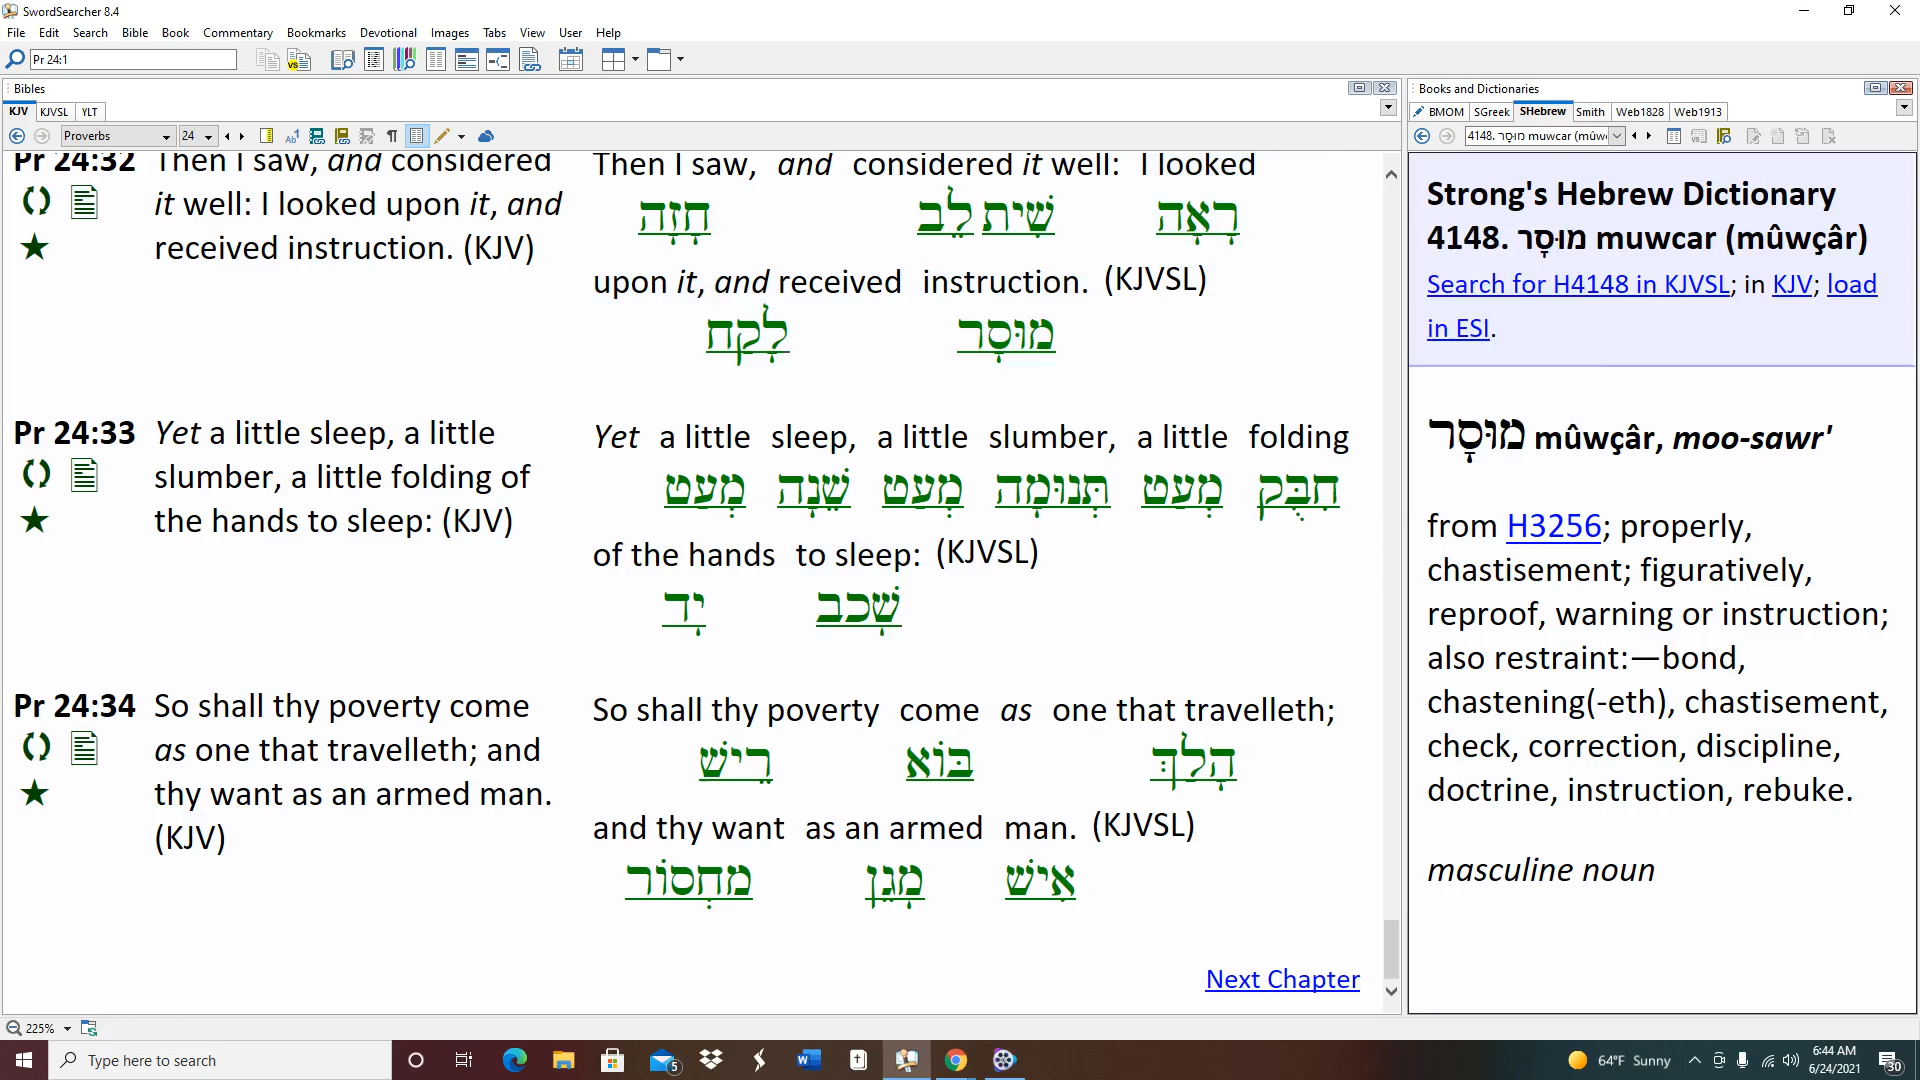 SwordSearcher 8.4
File Edit Search Bible Book Commentary Bookmarks Devotional Images Tabs View User Help
Pr 24:1
Bibles
KJV KJVSL YLT
Proverbs 24
Pr 24:32 Then I saw, and considered
it well: I looked upon it, and
received instruction. (KJV)
Then I saw, and considered it well: I looked
חָזָה שִׁית לֵב רָאָה
upon it, and received instruction. (KJVSL)
לָקַח מוּסָר
Pr 24:33 Yet a little sleep, a little
slumber, a little folding of
the hands to sleep: (KJV)
Yet a little sleep, a little slumber, a little folding
מְעַט שֵׁנָה מְעַט תְּנוּמָה מְעַט חִבֻּק
of the hands to sleep: (KJVSL)
יָד שָׁכַב
Pr 24:34 So shall thy poverty come
as one that travelleth; and
thy want as an armed man.
(KJV)
So shall thy poverty come as one that travelleth;
רֵישׁ בּוֹא הָלַךְ
and thy want as an armed man. (KJVSL)
מַחְסוֹר מָגֵן אִישׁ
Next Chapter
Books and Dictionaries
BMOM SGreek SHebrew Smith Web1828 Web1913
4148. מוּסָר muwcar (mûw
Strong's Hebrew Dictionary
4148. מוּסָר muwcar (mûwçâr)
Search for H4148 in KJVSL; in KJV; load
in ESI.
מוּסָר mûwçâr, moo-sawr'
from H3256; properly,
chastisement; figuratively,
reproof, warning or instruction;
also restraint:—bond,
chastening(-eth), chastisement,
check, correction, discipline,
doctrine, instruction, rebuke.
masculine noun
225%
Type here to search
5
64°F Sunny
6:44 AM
6/24/2021
30